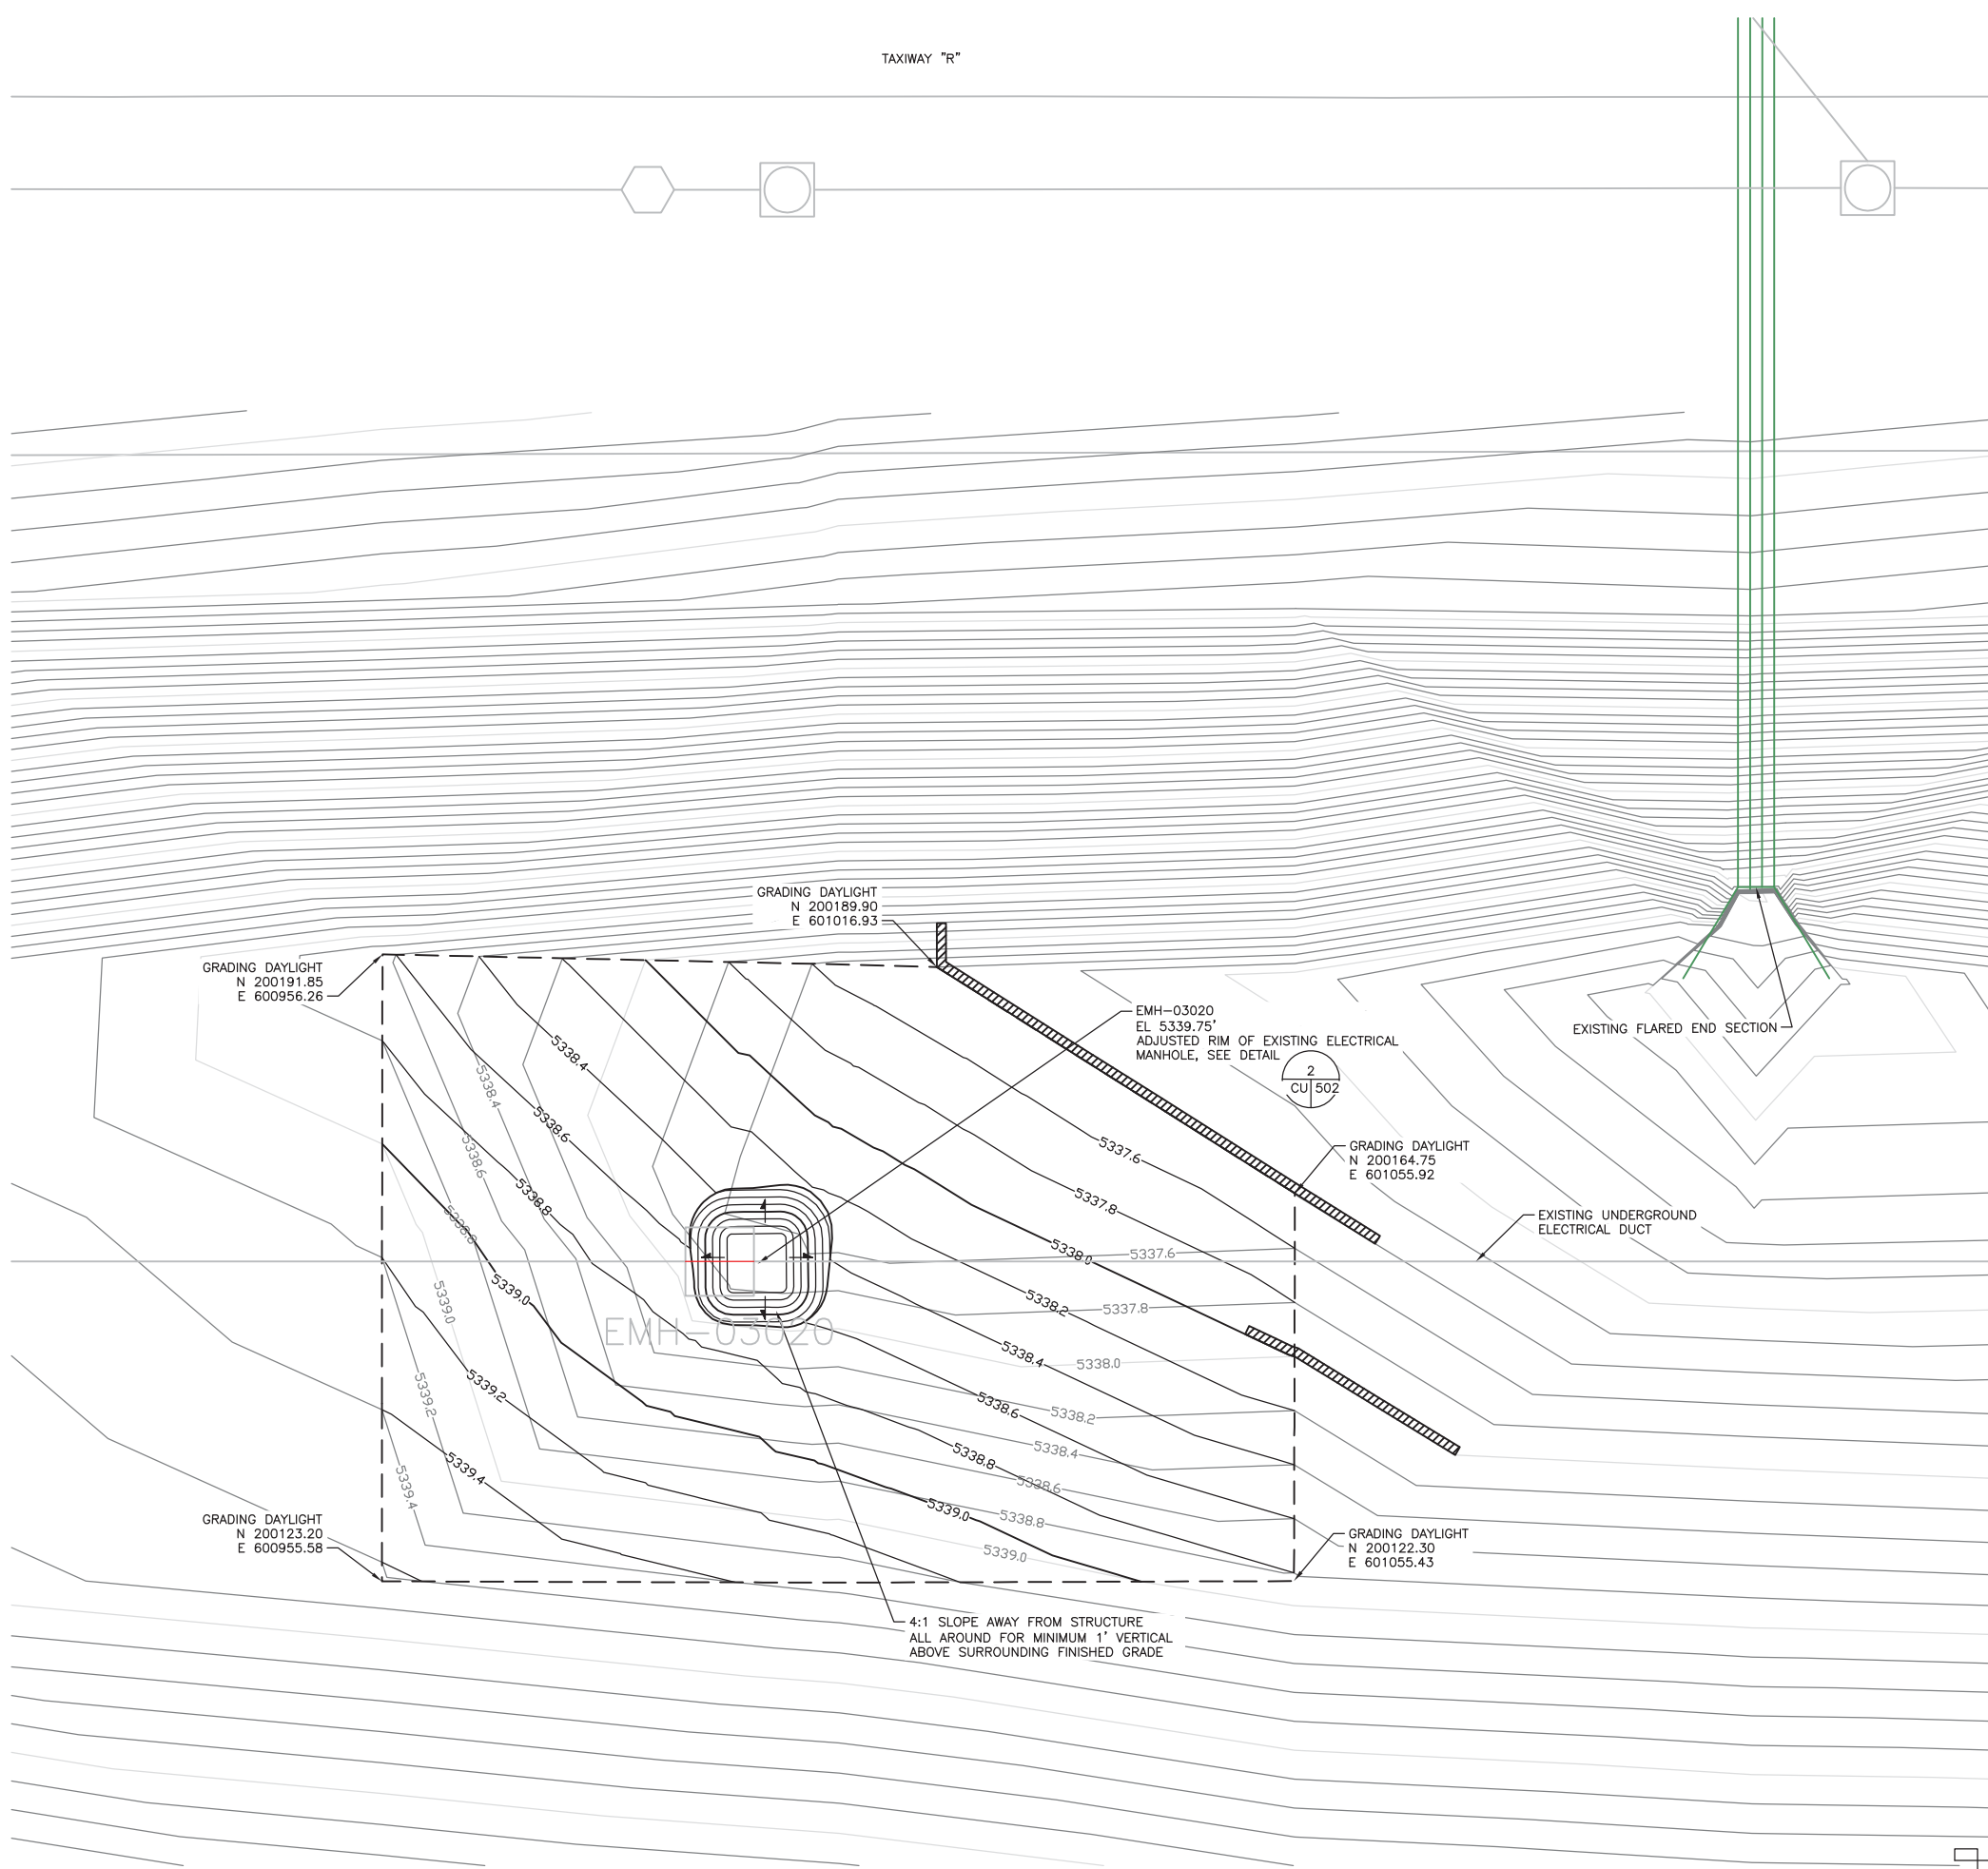 TAXIWAY "R"
GRADING DAYLIGHT
N 200189.90
E 601016.93
GRADING DAYLIGHT
N 200191.85
E 600956.26
EMH-03020
EL 5339.75'
ADJUSTED RIM OF EXISTING ELECTRICAL
MANHOLE, SEE DETAIL
2
CU 502
EXISTING FLARED END SECTION
5338.4
5338.4
5338.6
5338.6
5337.6
GRADING DAYLIGHT
N 200164.75
E 601055.92
5338.8
5337.8
5338.8
EXISTING UNDERGROUND
ELECTRICAL DUCT
5338.0
5337.6
5339.0
5339.0
5338.2
5337.8
EMH-03020
5338.4
5338.0
5339.2
5339.2
5338.6
5338.2
5338.8
5338.4
5339.4
5339.4
5338.6
5339.0
5338.8
5339.0
GRADING DAYLIGHT
N 200123.20
E 600955.58
GRADING DAYLIGHT
N 200122.30
E 601055.43
4:1 SLOPE AWAY FROM STRUCTURE
ALL AROUND FOR MINIMUM 1' VERTICAL
ABOVE SURROUNDING FINISHED GRADE